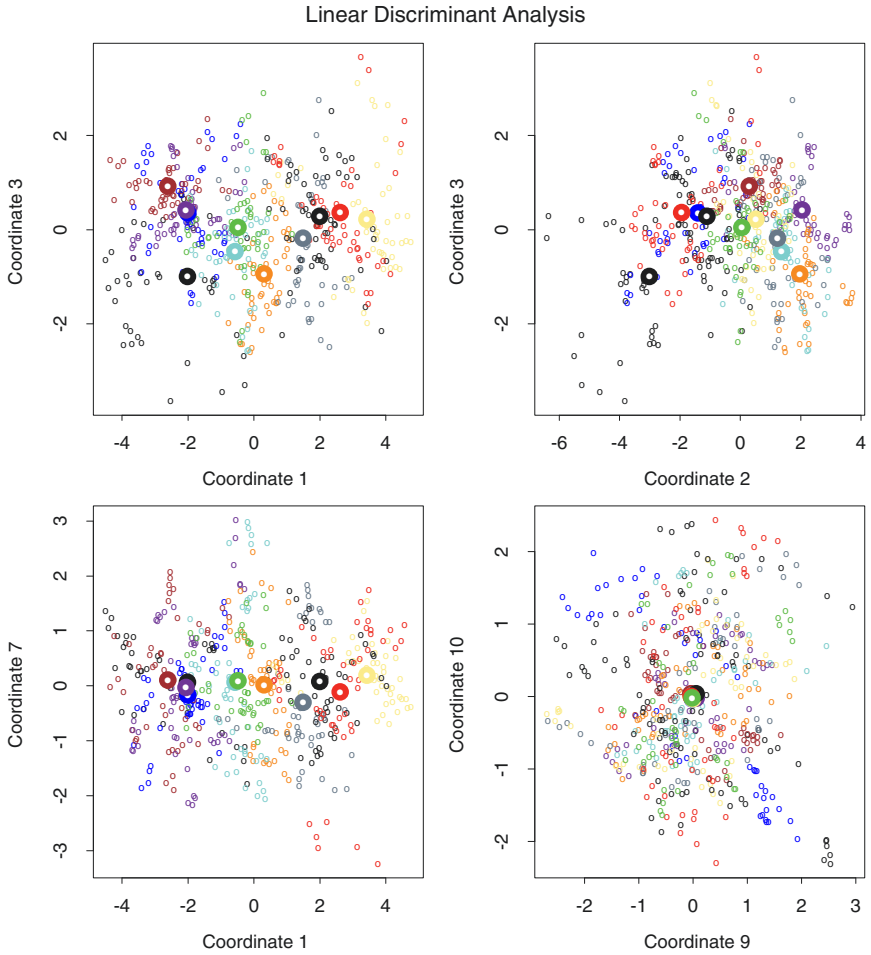 Linear Discriminant Analysis
Coordinate 3
2
0
-2
-4 -2 0 2 4
Coordinate 1
Coordinate 3
2
0
-2
-6 -4 -2 0 2 4
Coordinate 2
Coordinate 7
3
2
1
0
-1
-2
-3
-4 -2 0 2 4
Coordinate 1
Coordinate 10
2
1
0
-1
-2
-2 -1 0 1 2 3
Coordinate 9